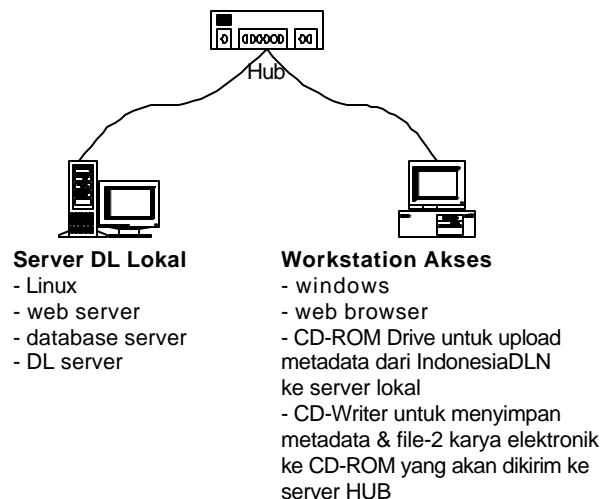 Hub
Server DL Lokal
- Linux
- web server
- database server
- DL server
Workstation Akses
- windows
- web browser
- CD-ROM Drive untuk upload
metadata dari IndonesiaDLN
ke server lokal
- CD-Writer untuk menyimpan
metadata & file-2 karya elektronik
ke CD-ROM yang akan dikirim ke
server HUB